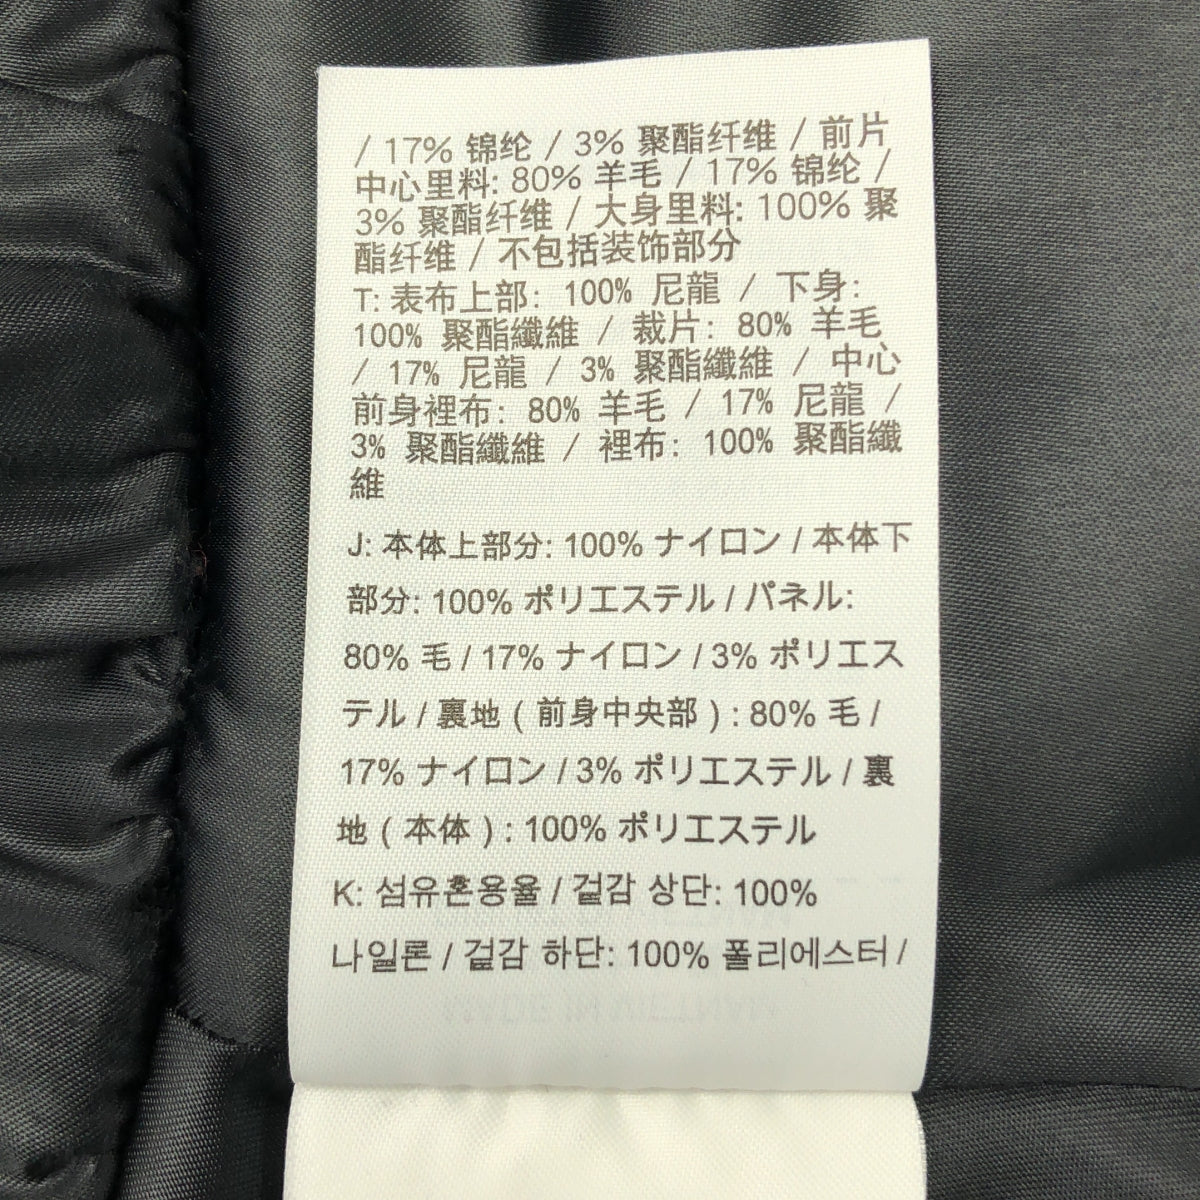 / 17% 锦纶 / 3% 聚酯纤维 / 前片
中心里料: 80% 羊毛 / 17% 锦纶 /
3% 聚酯纤维 / 大身里料: 100% 聚
酯纤维 / 不包括装饰部分
T: 表布上部: 100% 尼龍 / 下身:
100% 聚酯纖維 / 裁片: 80% 羊毛
/ 17% 尼龍 / 3% 聚酯纖維 / 中心
前身裡布: 80% 羊毛 / 17% 尼龍 /
3% 聚酯纖維 / 裡布: 100% 聚酯纖
維
J: 本体上部分: 100% ナイロン / 本体下
部分: 100% ポリエステル / パネル:
80% 毛 / 17% ナイロン / 3% ポリエス
テル / 裏地 ( 前身中央部 ) : 80% 毛 /
17% ナイロン / 3% ポリエステル / 裏
地 ( 本体 ) : 100% ポリエステル
K: 섬유혼용율 / 겉감 상단: 100%
나일론 / 겉감 하단: 100% 폴리에스터 /